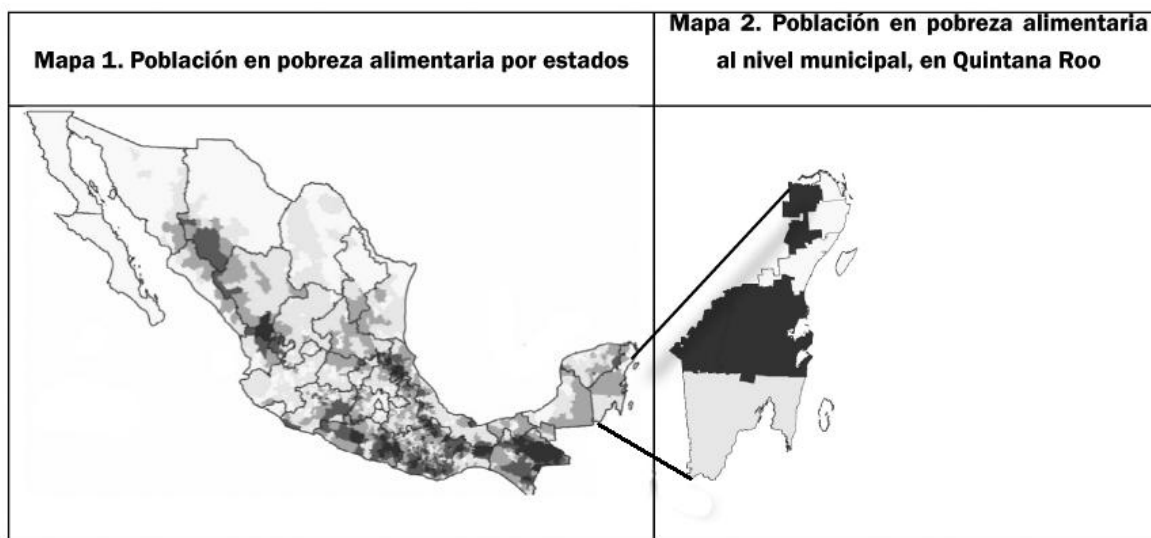 Mapa 1. Población en pobreza alimentaria por estados
Mapa 2. Población en pobreza alimentaria
al nivel municipal, en Quintana Roo